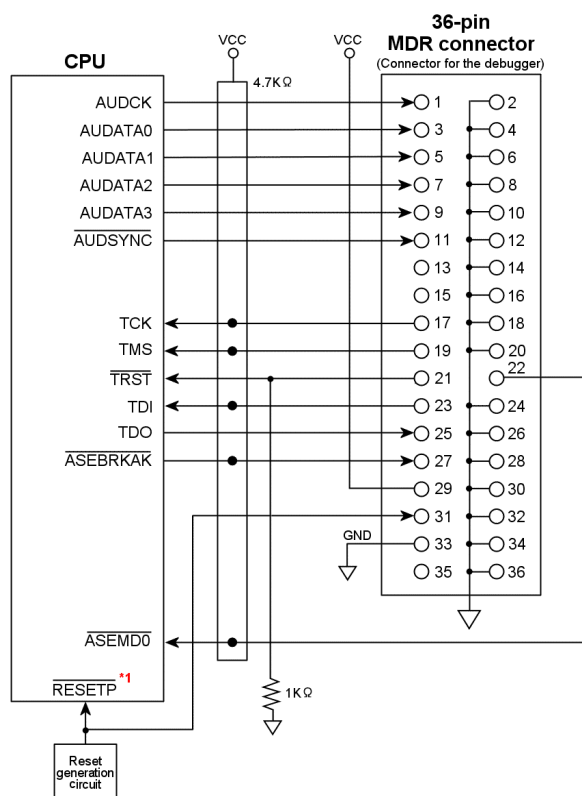 36-pin
MDR connector
(Connector for the debugger)
CPU
VCC
VCC
4.7KΩ
AUDCK
1
2
AUDATA0
3
4
AUDATA1
5
6
AUDATA2
7
8
AUDATA3
9
10
AUDSYNC
11
12
13
14
15
16
TCK
17
18
TMS
19
20
TRST
21
22
TDI
23
24
TDO
25
26
ASEBRKAK
27
28
29
30
31
32
GND
33
34
35
36
ASEMD0
RESETP *1
1KΩ
Reset
generation
circuit